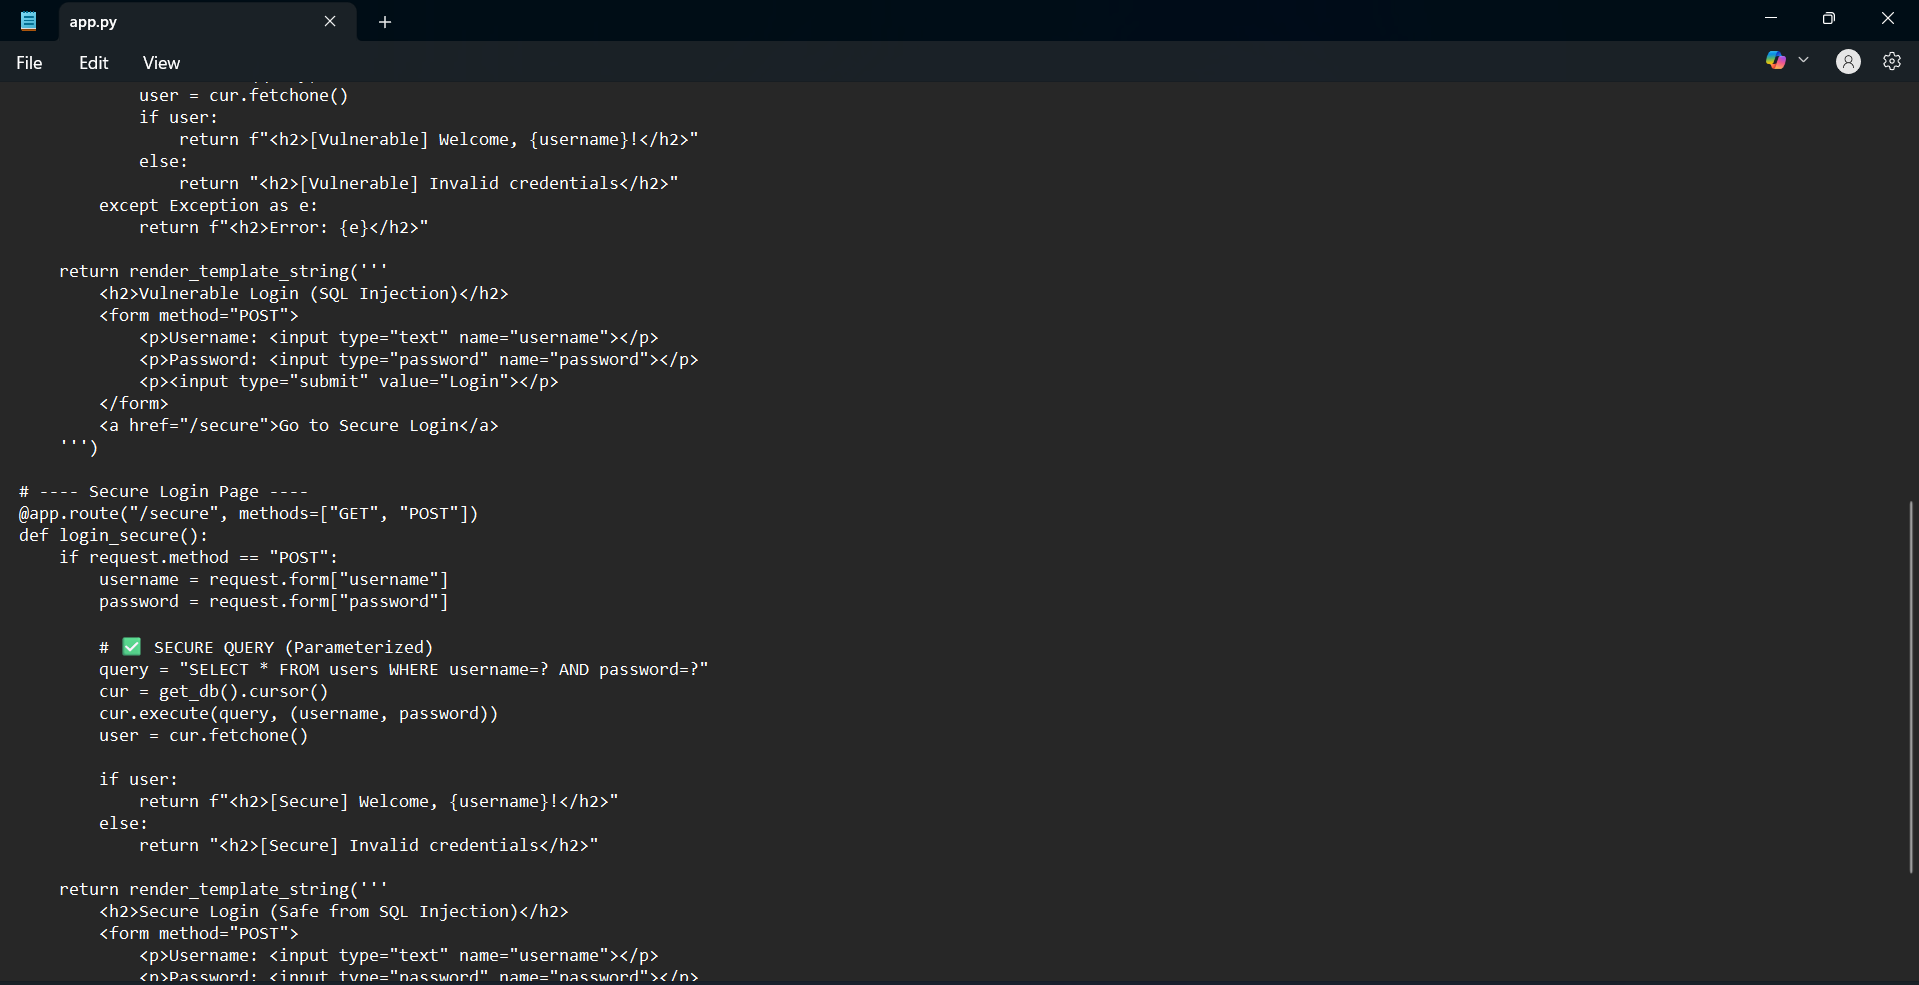 app.py
File Edit View
user = cur.fetchone()
if user:
return f"<h2>[Vulnerable] Welcome, {username}!</h2>"
else:
return "<h2>[Vulnerable] Invalid credentials</h2>"
except Exception as e:
return f"<h2>Error: {e}</h2>"
return render_template_string('''
<h2>Vulnerable Login (SQL Injection)</h2>
<form method="POST">
<p>Username: <input type="text" name="username"></p>
<p>Password: <input type="password" name="password"></p>
<p><input type="submit" value="Login"></p>
</form>
<a href="/secure">Go to Secure Login</a>
''')
# ---- Secure Login Page ----
@app.route("/secure", methods=["GET", "POST"])
def login_secure():
if request.method == "POST":
username = request.form["username"]
password = request.form["password"]
# ✅ SECURE QUERY (Parameterized)
query = "SELECT * FROM users WHERE username=? AND password=?"
cur = get_db().cursor()
cur.execute(query, (username, password))
user = cur.fetchone()
if user:
return f"<h2>[Secure] Welcome, {username}!</h2>"
else:
return "<h2>[Secure] Invalid credentials</h2>"
return render_template_string('''
<h2>Secure Login (Safe from SQL Injection)</h2>
<form method="POST">
<p>Username: <input type="text" name="username"></p>
<p>Password: <input type="password" name="password"></p>